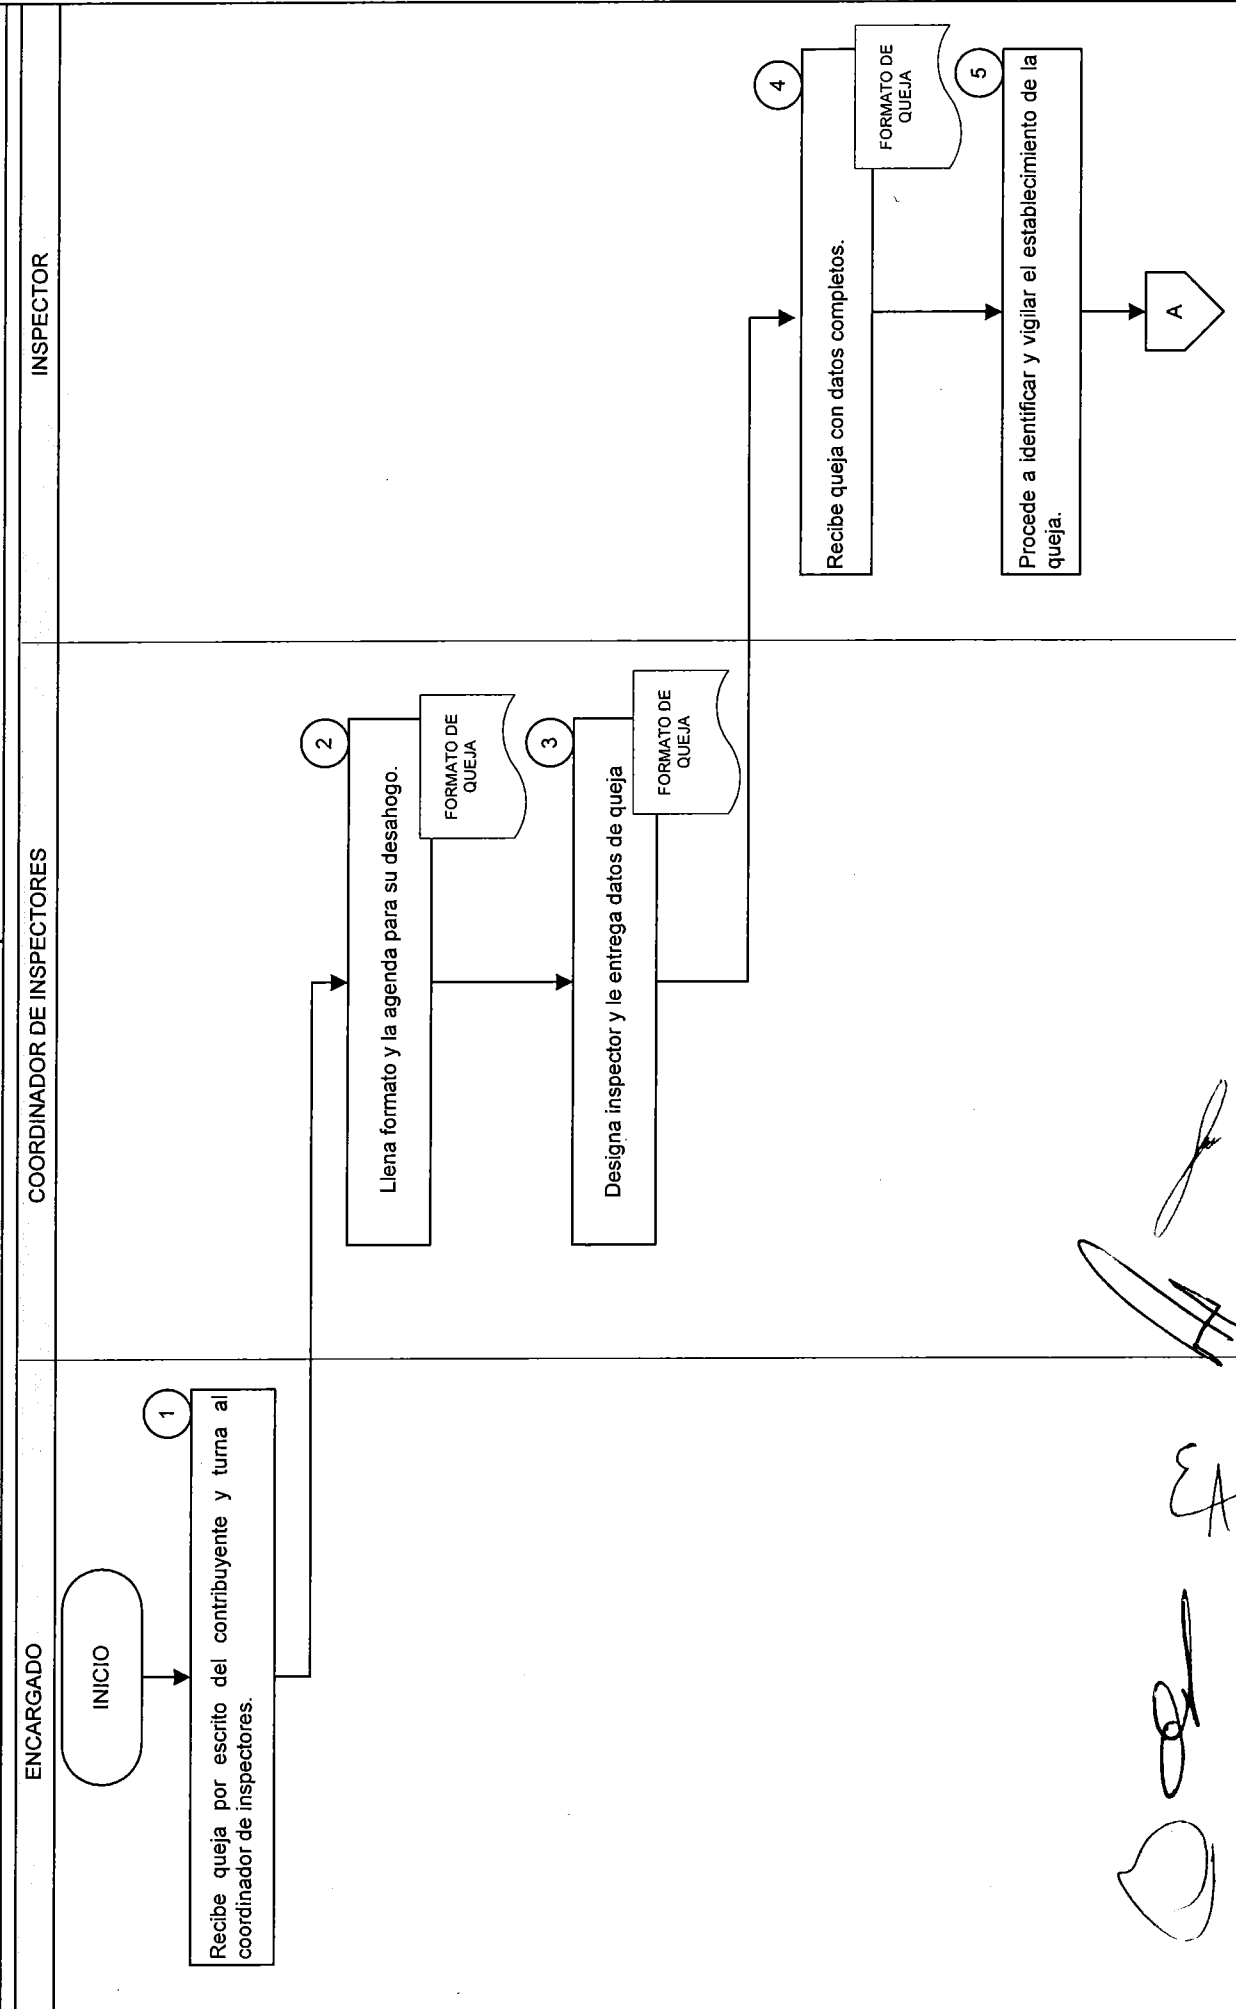 ENCARGADO
COORDINADOR DE INSPECTORES
INSPECTOR
INICIO
1
Recibe queja por escrito del contribuyente y turna al
coordinador de inspectores.
2
Llena formato y la agenda para su desahogo.
FORMATO DE
QUEJA
3
Designa inspector y le entrega datos de queja
FORMATO DE
QUEJA
4
Recibe queja con datos completos.
FORMATO DE
QUEJA
5
Procede a identificar y vigilar el establecimiento de la
queja.
A